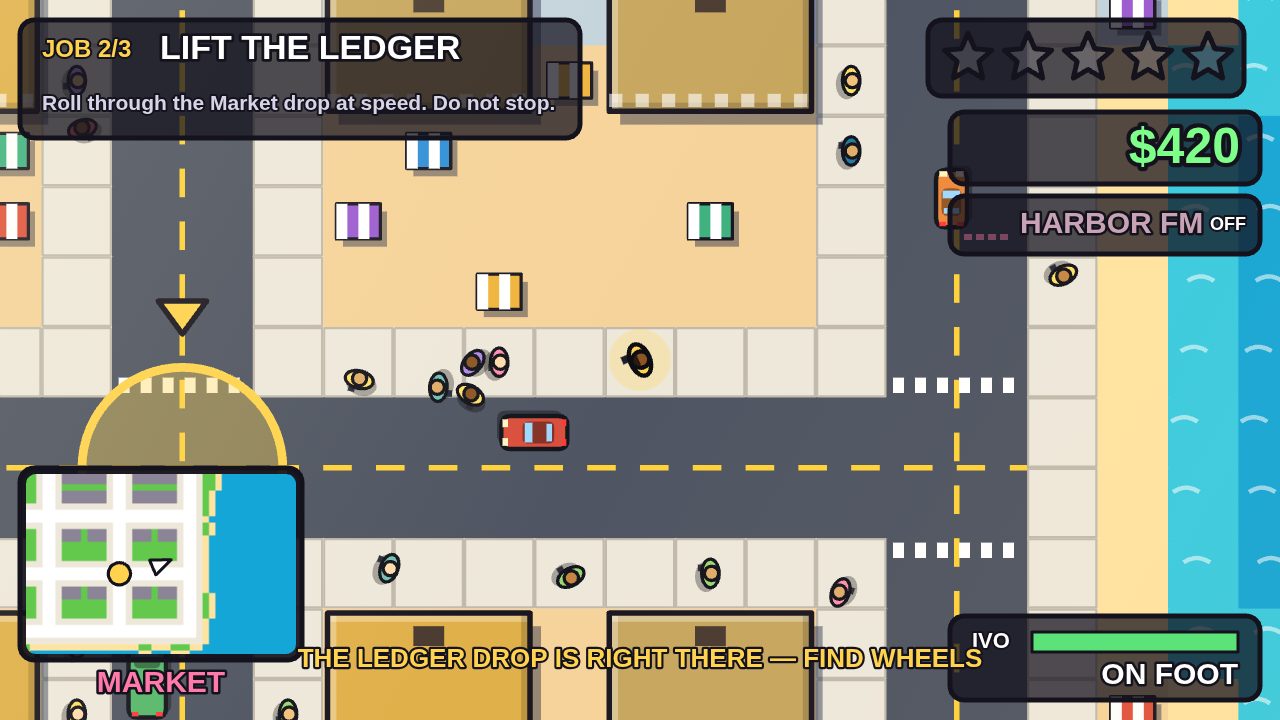 JOB 2/3 LIFT THE LEDGER
Roll through the Market drop at speed. Do not stop.
$420
HARBOR FM OFF
THE LEDGER DROP IS RIGHT THERE — FIND WHEELS
IVO
ON FOOT
MARKET